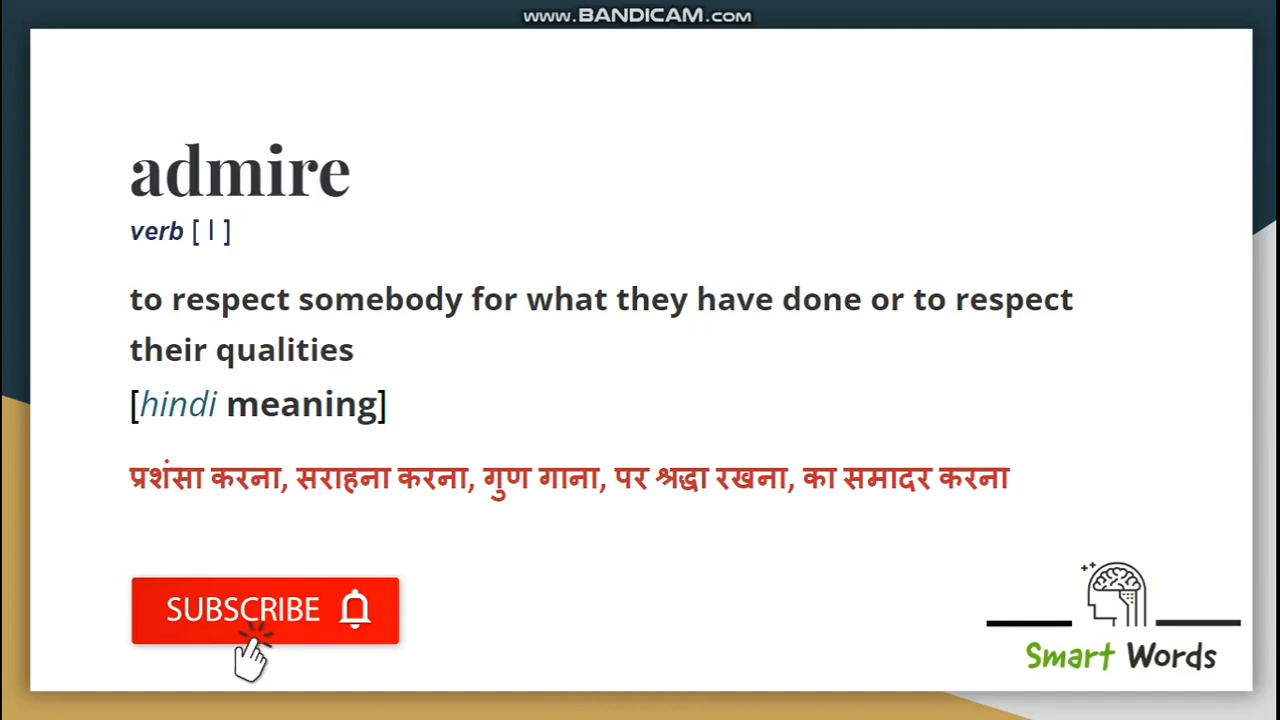 www.BANDICAM.com
admire
verb [ I ]
to respect somebody for what they have done or to respect
their qualities
[hindi meaning]
प्रशंसा करना, सराहना करना, गुण गाना, पर श्रद्धा रखना, का समादर करना
SUBSCRIBE
Smart Words